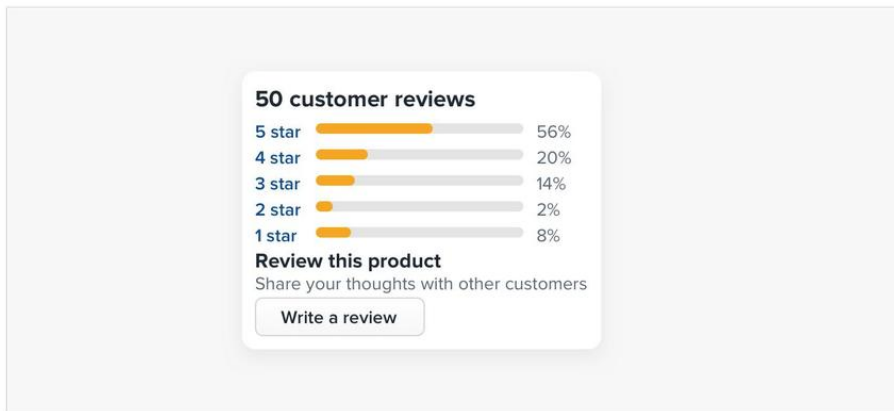 50 customer reviews
5 star 56%
4 star 20%
3 star 14%
2 star 2%
1 star 8%
Review this product
Share your thoughts with other customers
Write a review